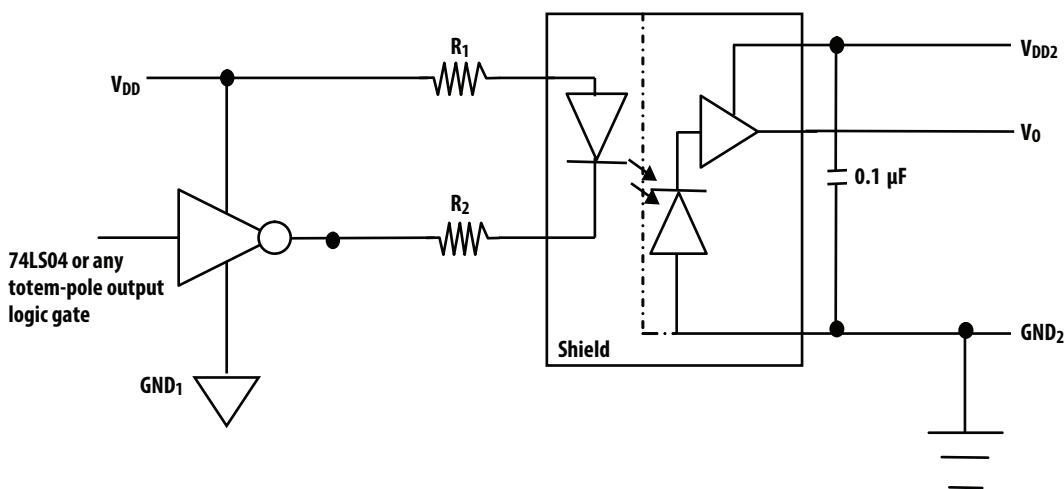 R1
VDD
R2
74LS04 or any
totem-pole output
logic gate
GND1
Shield
VDD2
VO
0.1 µF
GND2